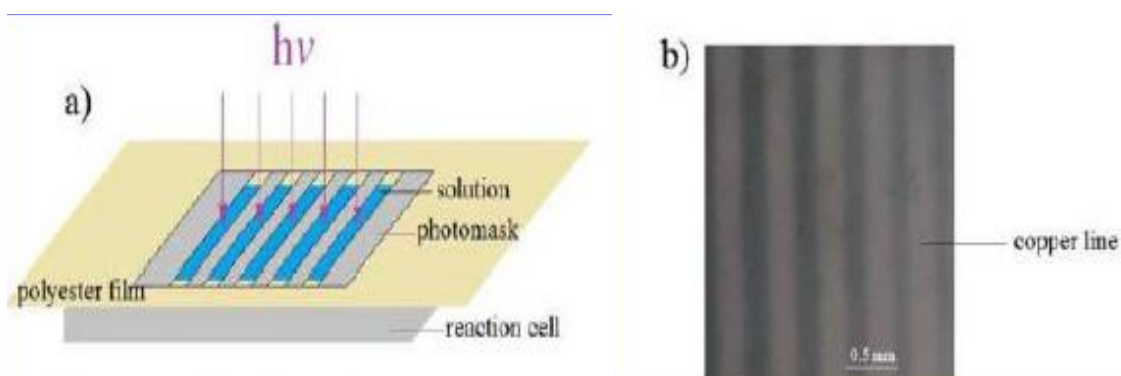 hν
a)
solution
photomask
polyester film
reaction cell
b)
copper line
0.5 mm